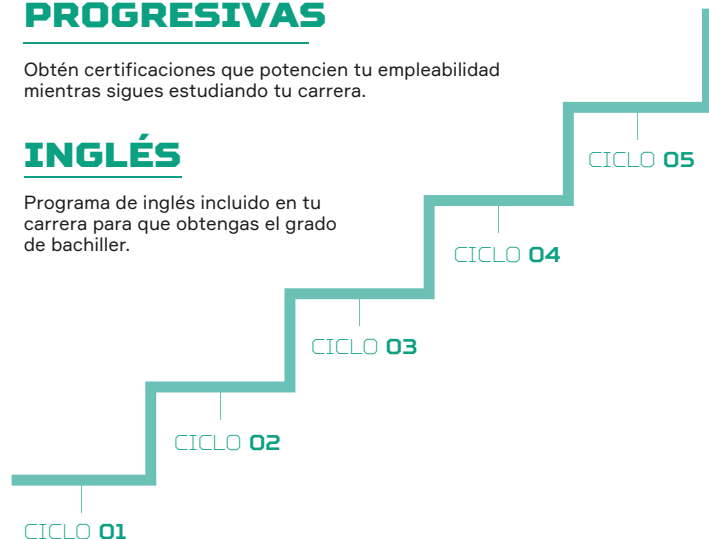 PROGRESIVAS
Obtén certificaciones que potencien tu empleabilidad
mientras sigues estudiando tu carrera.
INGLÉS
Programa de inglés incluido en tu
carrera para que obtengas el grado
de bachiller.
CICLO 05
CICLO 04
CICLO 03
CICLO 02
CICLO 01